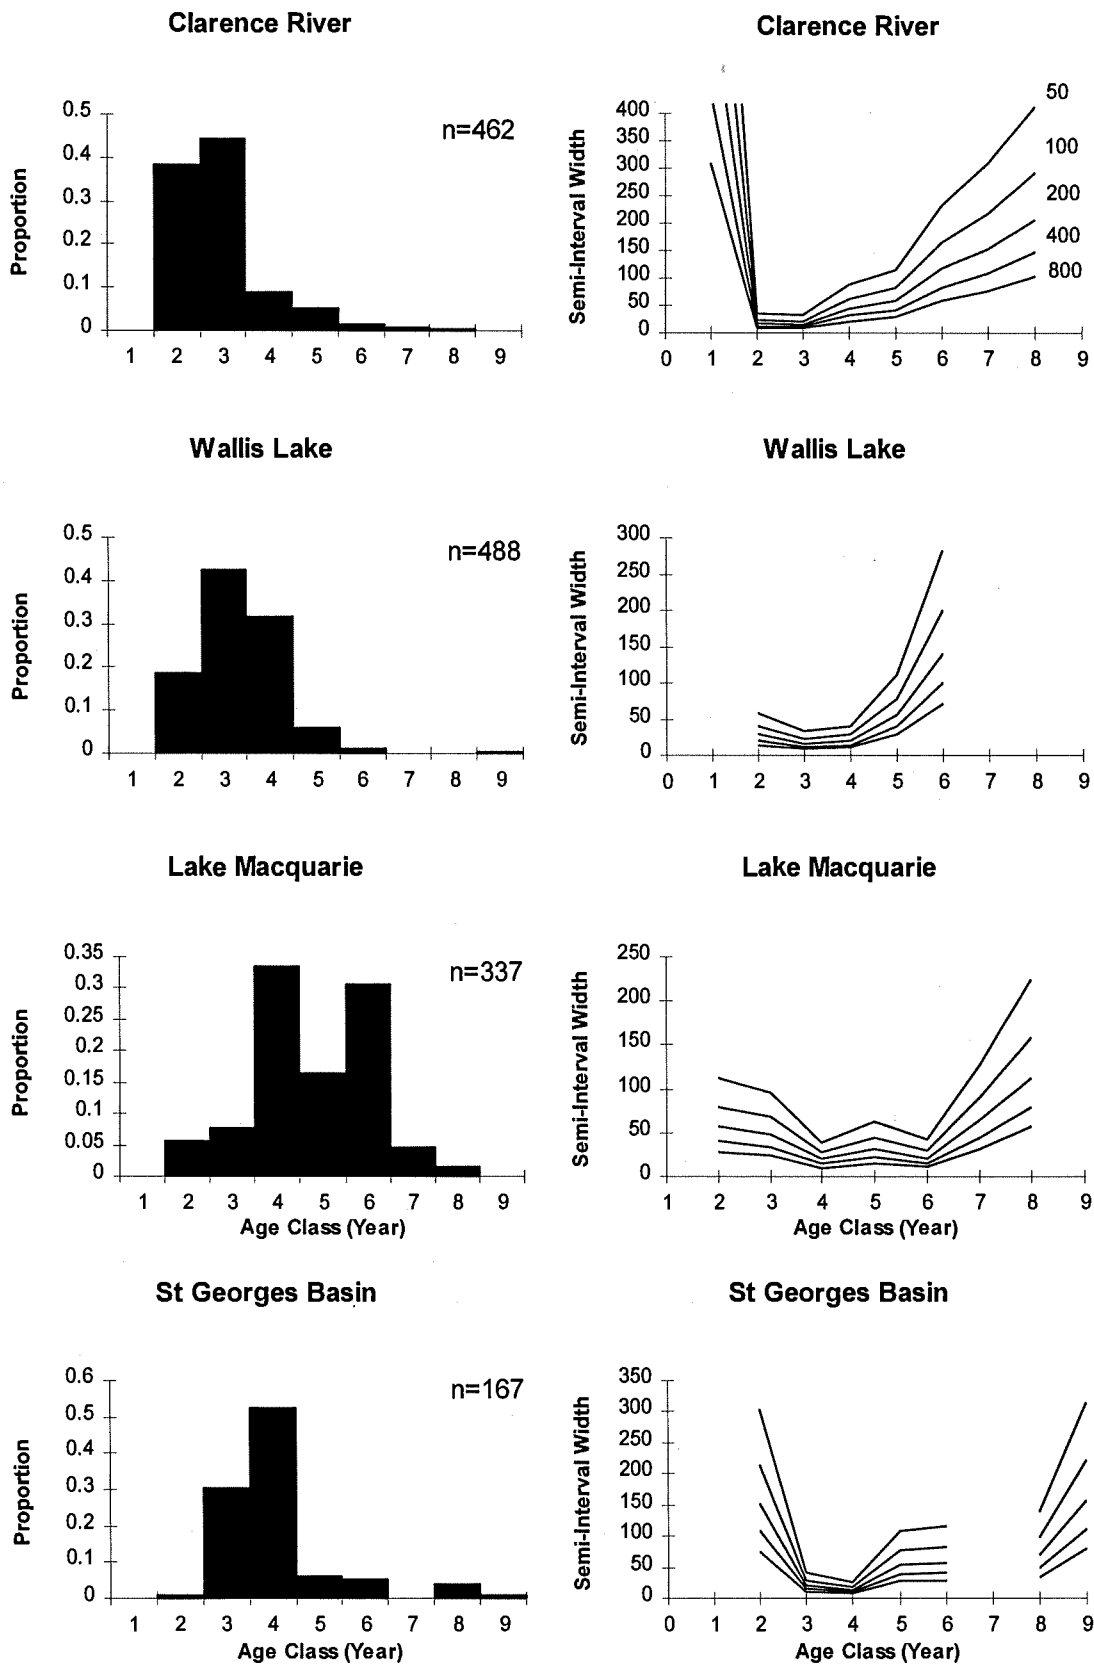 Clarence River
Proportion
0.5
0.4
0.3
0.2
0.1
0
n=462
1 2 3 4 5 6 7 8 9
Clarence River
Semi-Interval Width
400
350
300
250
200
150
100
50
0
50
100
200
400
800
0 1 2 3 4 5 6 7 8 9
Wallis Lake
Proportion
0.5
0.4
0.3
0.2
0.1
0
n=488
1 2 3 4 5 6 7 8 9
Wallis Lake
Semi-Interval Width
300
250
200
150
100
50
0
0 1 2 3 4 5 6 7 8 9
Lake Macquarie
Proportion
0.35
0.3
0.25
0.2
0.15
0.1
0.05
0
n=337
1 2 3 4 5 6 7 8 9
Age Class (Year)
Lake Macquarie
Semi-Interval Width
250
200
150
100
50
0
1 2 3 4 5 6 7 8 9
Age Class (Year)
St Georges Basin
Proportion
0.6
0.5
0.4
0.3
0.2
0.1
0
n=167
1 2 3 4 5 6 7 8 9
Age Class (Year)
St Georges Basin
Semi-Interval Width
350
300
250
200
150
100
50
0
0 1 2 3 4 5 6 7 8 9
Age Class (Year)